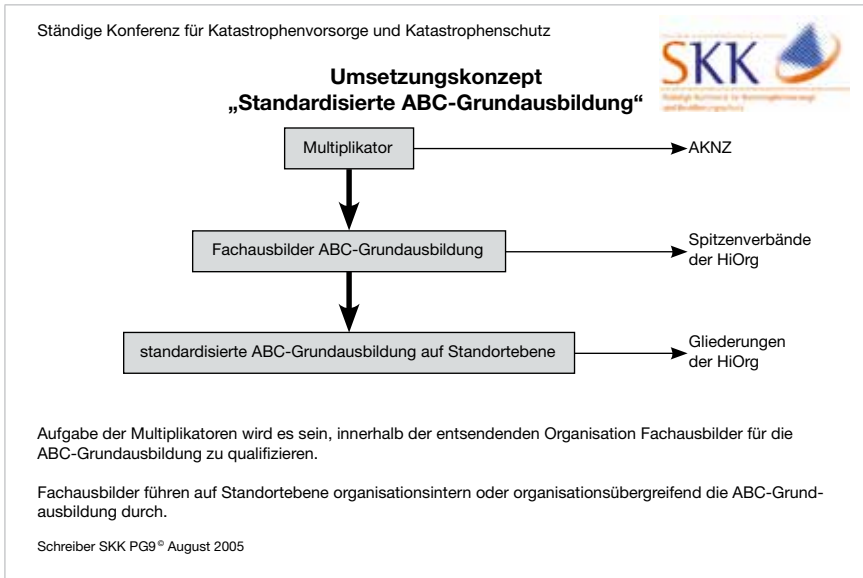 Ständige Konferenz für Katastrophenvorsorge und Katastrophenschutz
SKK
Umsetzungskonzept
„Standardisierte ABC-Grundausbildung“
Multiplikator
AKNZ
Fachausbilder ABC-Grundausbildung
Spitzenverbände
der HiOrg
standardisierte ABC-Grundausbildung auf Standortebene
Gliederungen
der HiOrg
Aufgabe der Multiplikatoren wird es sein, innerhalb der entsendenden Organisation Fachausbilder für die
ABC-Grundausbildung zu qualifizieren.
Fachausbilder führen auf Standortebene organisationsintern oder organisationsübergreifend die ABC-Grund-
ausbildung durch.
Schreiber SKK PG9© August 2005